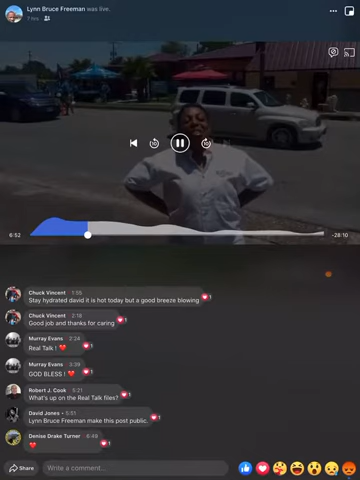 Lynn Bruce Freeman was live.
7 hrs
10
10
6:52
-28:10
Chuck Vincent · 1:55
Stay hydrated david it is hot today but a good breeze blowing
1
Chuck Vincent · 2:18
Good job and thanks for caring
1
Murray Evans · 2:24
Real Talk ! ❤️
1
Murray Evans · 3:39
GOD BLESS ! ❤️
1
Robert J. Cook · 5:21
What's up on the Real Talk files?
1
David Jones · 5:51
Lynn Bruce Freeman make this post public.
1
Denise Drake Turner · 6:49
❤️
1
Share
Write a comment...